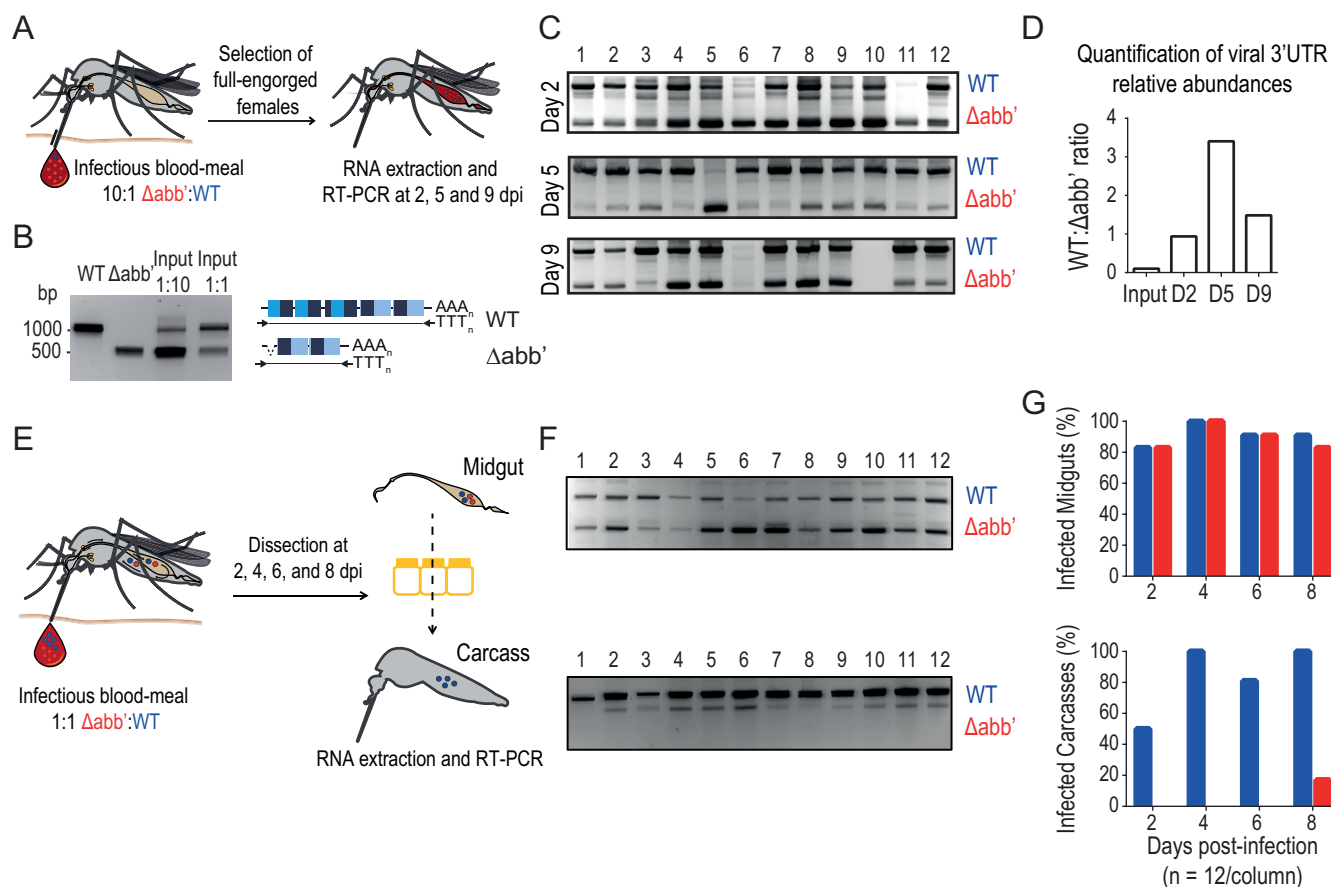 A
Selection of
full-engorged
females
Infectious blood-meal
10:1 Δabb’:WT
RNA extraction and
RT-PCR at 2, 5 and 9 dpi
B
WT Δabb’ Input 1:10 Input 1:1
bp
1000
500
AAAn
TTTn
WT
AAAn
TTTn
Δabb’
C
1 2 3 4 5 6 7 8 9 10 11 12
Day 2
WT
Δabb’
Day 5
WT
Δabb’
Day 9
WT
Δabb’
D
Quantification of viral 3’UTR
relative abundances
WT:Δabb’ ratio
4
3
2
1
0
Input D2 D5 D9
E
Infectious blood-meal
1:1 Δabb’:WT
Dissection at
2, 4, 6, and 8 dpi
Midgut
Carcass
RNA extraction and RT-PCR
F
1 2 3 4 5 6 7 8 9 10 11 12
WT
Δabb’
1 2 3 4 5 6 7 8 9 10 11 12
WT
Δabb’
G
Infected Midguts (%)
100
80
60
40
20
0
2 4 6 8
Infected Carcasses (%)
100
80
60
40
20
0
2 4 6 8
Days post-infection
(n = 12/column)